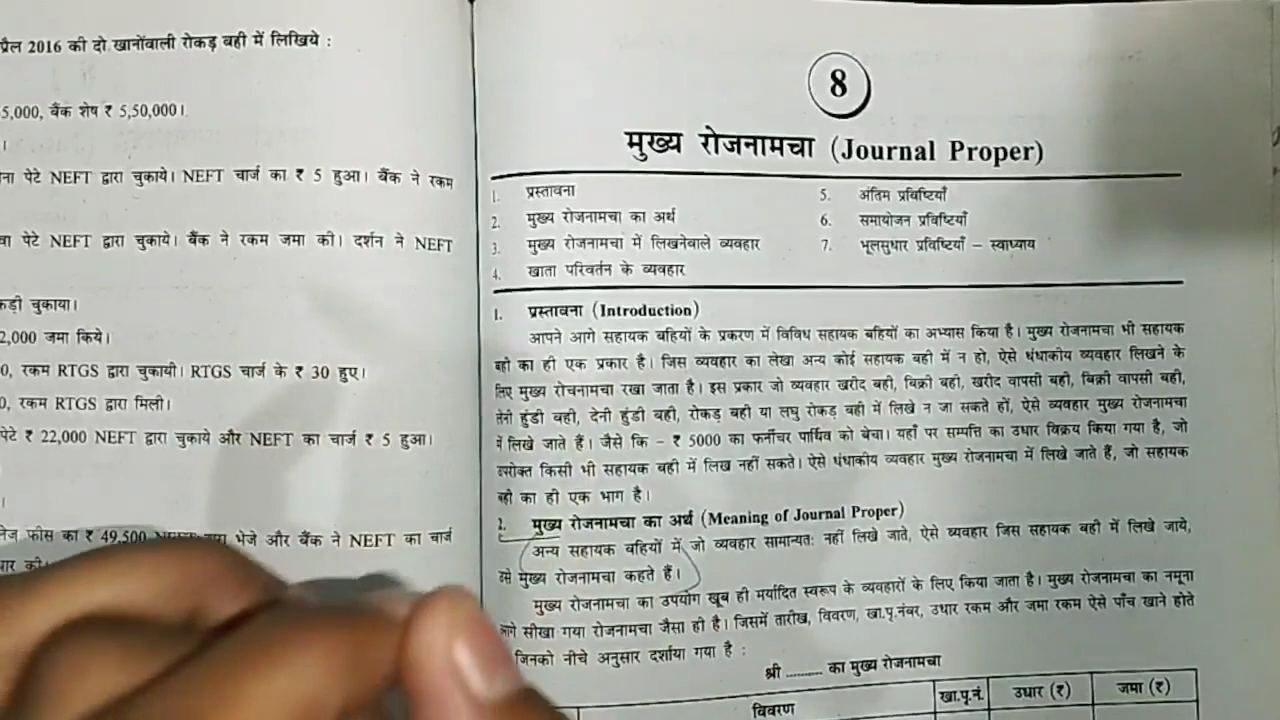 प्रैल 2016 की दो खानोंवाली रोकड़ बही में लिखिये :
5,000, बैंक शेष ₹ 5,50,000।
।
ना पेटे NEFT द्वारा चुकाये। NEFT चार्ज का ₹ 5 हुआ। बैंक ने रकम
वा पेटे NEFT द्वारा चुकाये। बैंक ने रकम जमा की। दर्शन ने NEFT
कड़ी चुकाया।
2,000 जमा किये।
0, रकम RTGS द्वारा चुकायी। RTGS चार्ज के ₹ 30 हुए।
0, रकम RTGS द्वारा मिली।
पेटे ₹ 22,000 NEFT द्वारा चुकाये और NEFT का चार्ज ₹ 5 हुआ।
।
नेज फीस का ₹ 49,500 भेजे और बैंक ने NEFT का चार्ज
8
मुख्य रोजनामचा (Journal Proper)
1. प्रस्तावना
2. मुख्य रोजनामचा का अर्थ
3. मुख्य रोजनामचा में लिखनेवाले व्यवहार
4. खाता परिवर्तन के व्यवहार
5. अंतिम प्रविष्टियाँ
6. समायोजन प्रविष्टियाँ
7. भूलसुधार प्रविष्टियाँ – स्वाध्याय
1. प्रस्तावना (Introduction)
आपने आगे सहायक बहियों के प्रकरण में विविध सहायक बहियों का अभ्यास किया है। मुख्य रोजनामचा भी सहायक
बही का ही एक प्रकार है। जिस व्यवहार का लेखा अन्य कोई सहायक बही में न हो, ऐसे धंधाकीय व्यवहार लिखने के
लिए मुख्य रोचनामचा रखा जाता है। इस प्रकार जो व्यवहार खरीद बही, बिक्री बही, खरीद वापसी बही, बिक्री वापसी बही,
लेनी हुंडी बही, देनी हुंडी बही, रोकड़ बही या लघु रोकड़ बही में लिखे न जा सकते हों, ऐसे व्यवहार मुख्य रोजनामचा
में लिखे जाते हैं। जैसे कि – ₹ 5000 का फर्नीचर पार्थिव को बेचा। यहाँ पर सम्पत्ति का उधार विक्रय किया गया है, जो
उपरोक्त किसी भी सहायक बही में लिख नहीं सकते। ऐसे धंधाकीय व्यवहार मुख्य रोजनामचा में लिखे जाते हैं, जो सहायक
बही का ही एक भाग है।
2. मुख्य रोजनामचा का अर्थ (Meaning of Journal Proper)
अन्य सहायक बहियों में जो व्यवहार सामान्यतः नहीं लिखे जाते, ऐसे व्यवहार जिस सहायक बही में लिखे जाये,
उसे मुख्य रोजनामचा कहते हैं।
मुख्य रोजनामचा का उपयोग खूब ही मर्यादित स्वरूप के व्यवहारों के लिए किया जाता है। मुख्य रोजनामचा का नमूना
आगे सीखा गया रोजनामचा जैसा ही है। जिसमें तारीख, विवरण, खा.पृ.नंबर, उधार रकम और जमा रकम ऐसे पाँच खाने होते
जिनको नीचे अनुसार दर्शाया गया है :
श्री .......... का मुख्य रोजनामचा
विवरण खा.पृ.नं. उधार (₹) जमा (₹)